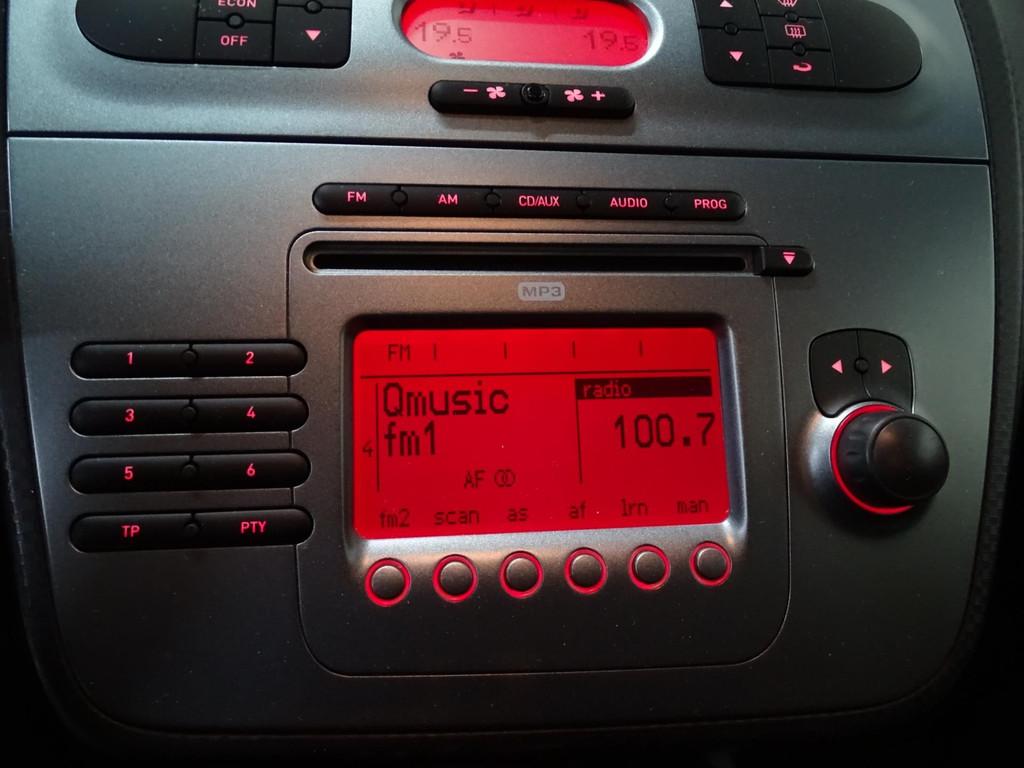 ECON
OFF
19.5 19.5
- +
FM AM CD/AUX AUDIO PROG
MP3
1 2
3 4
5 6
TP PTY
FM
Qmusic radio
4 fm1 100.7
AF
fm2 scan as af lrn man